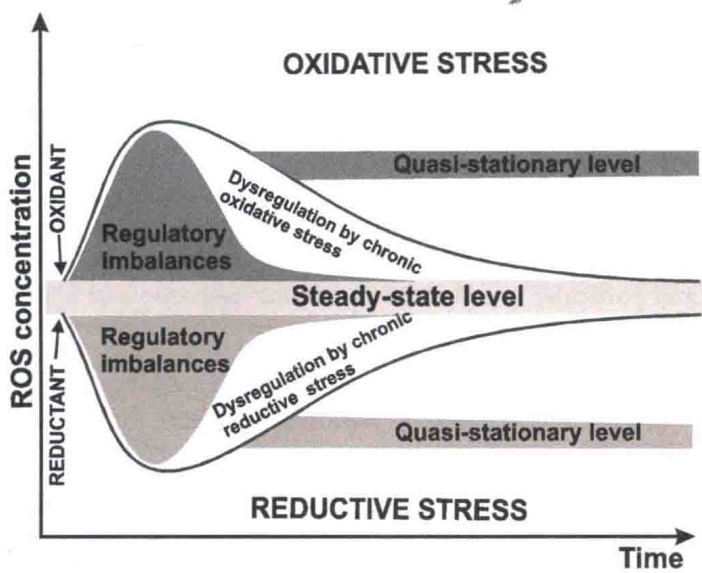 OXIDATIVE STRESS
ROS concentration
OXIDANT
Quasi-stationary level
Dysregulation by chronic
oxidative stress
Regulatory
imbalances
Steady-state level
Regulatory
imbalances
Dysregulation by chronic
reductive stress
REDUCTANT
Quasi-stationary level
REDUCTIVE STRESS
Time